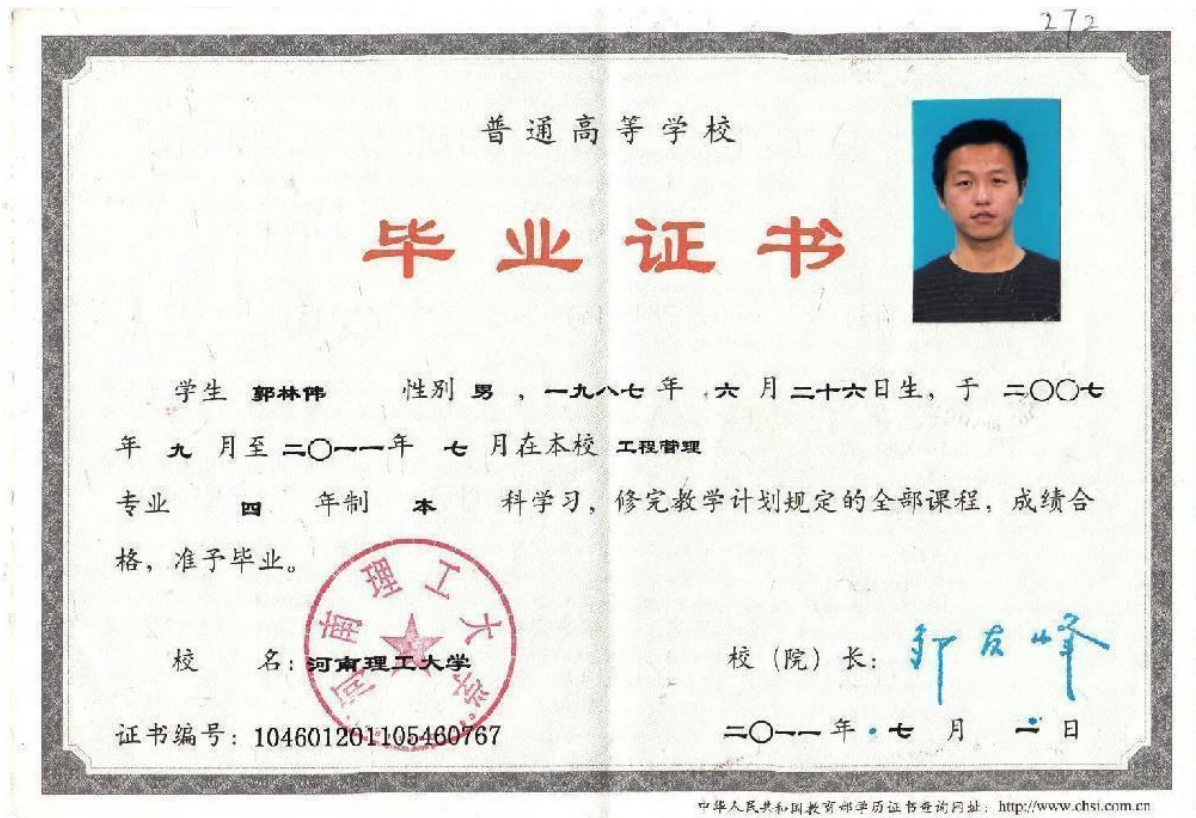 272
普通高等学校
毕业证书
学生 郭林伟 性别 男 ，一九八七 年 六 月 二十六日生，于 二〇〇七
年 九 月至 二〇一一年 七 月在本校 工程管理
专业 四 年制 本 科学习，修完教学计划规定的全部课程，成绩合
格，准予毕业。
河南理工大学
校 名：河南理工大学 校（院）长：邹友峰
证书编号：104601201105460767 二〇一一 年 七 月 二 日
中华人民共和国教育部学历证书查询网址：http://www.chsi.com.cn